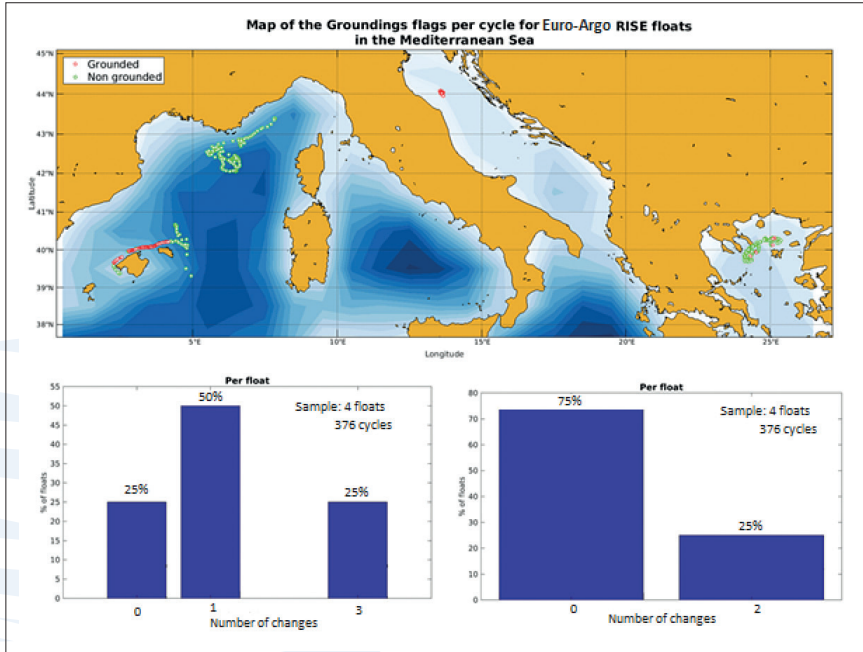 Map of the Groundings flags per cycle for Euro-Argo RISE floats
in the Mediterranean Sea
Grounded
Non grounded
45°N
44°N
43°N
42°N
41°N
40°N
39°N
38°N
Latitude
5°E
10°E
15°E
20°E
25°E
Longitude
Per float
55
50
45
40
35
30
25
20
15
10
5
0
% of floats
25%
50%
25%
Sample: 4 floats
376 cycles
0
1
3
Number of changes
Per float
80
70
60
50
40
30
20
10
0
% of floats
75%
25%
Sample: 4 floats
376 cycles
0
2
Number of changes